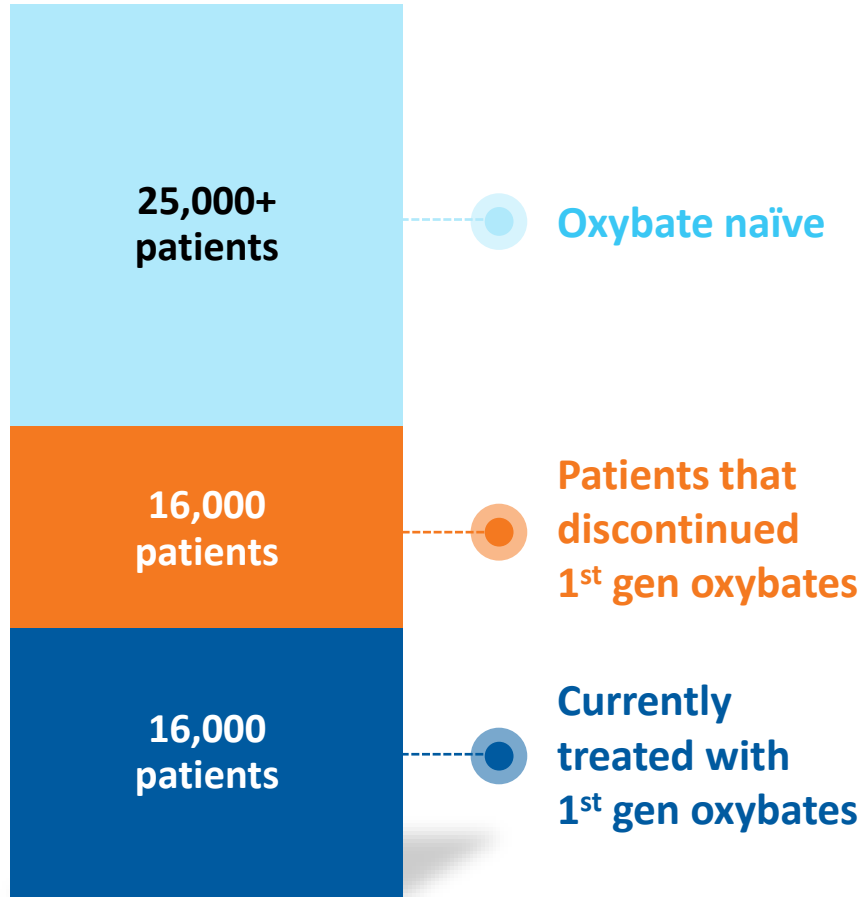 25,000+
patients
Oxybate naïve
16,000
patients
Patients that
discontinued
1st gen oxybates
16,000
patients
Currently
treated with
1st gen oxybates